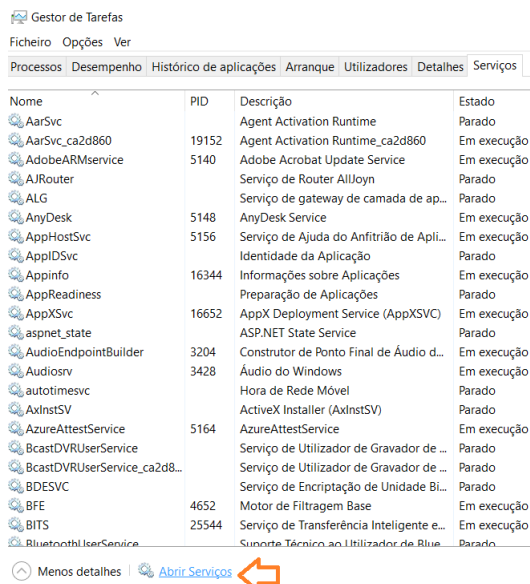 Gestor de Tarefas
Ficheiro Opções Ver
Processos Desempenho Histórico de aplicações Arranque Utilizadores Detalhes Serviços
Nome PID Descrição Estado
AarSvc Agent Activation Runtime Parado
AarSvc_ca2d860 19152 Agent Activation Runtime_ca2d860 Em execução
AdobeARMservice 5140 Adobe Acrobat Update Service Em execução
AJRouter Serviço de Router AllJoyn Parado
ALG Serviço de gateway de camada de ap... Em execução
AnyDesk 5148 AnyDesk Service Em execução
AppHostSvc 5156 Serviço de Ajuda do Anfitrião de Apli... Em execução
AppIDSvc Identidade da Aplicação Parado
Appinfo 16344 Informações sobre Aplicações Em execução
AppReadiness Preparação de Aplicações Parado
AppXSvc 16652 AppX Deployment Service (AppXSVC) Em execução
aspnet_state ASP.NET State Service Parado
AudioEndpointBuilder 3204 Construtor de Ponto Final de Áudio d... Em execução
Audiosrv 3428 Áudio do Windows Em execução
autotimesvc Hora de Rede Móvel Parado
AxInstSV ActiveX Installer (AxInstSV) Parado
AzureAttestService 5164 AzureAttestService Em execução
BcastDVRUserService Serviço de Utilizador de Gravador de ... Parado
BcastDVRUserService_ca2d8... Serviço de Utilizador de Gravador de ... Parado
BDESVC Serviço de Encriptação de Unidade Bi... Parado
BFE 4652 Motor de Filtragem Base Em execução
BITS 25544 Serviço de Transferência Inteligente e... Em execução
BluetoothUserService Suporte Técnico ao Utilizador de Blue... Parado
Menos detalhes Abrir Serviços